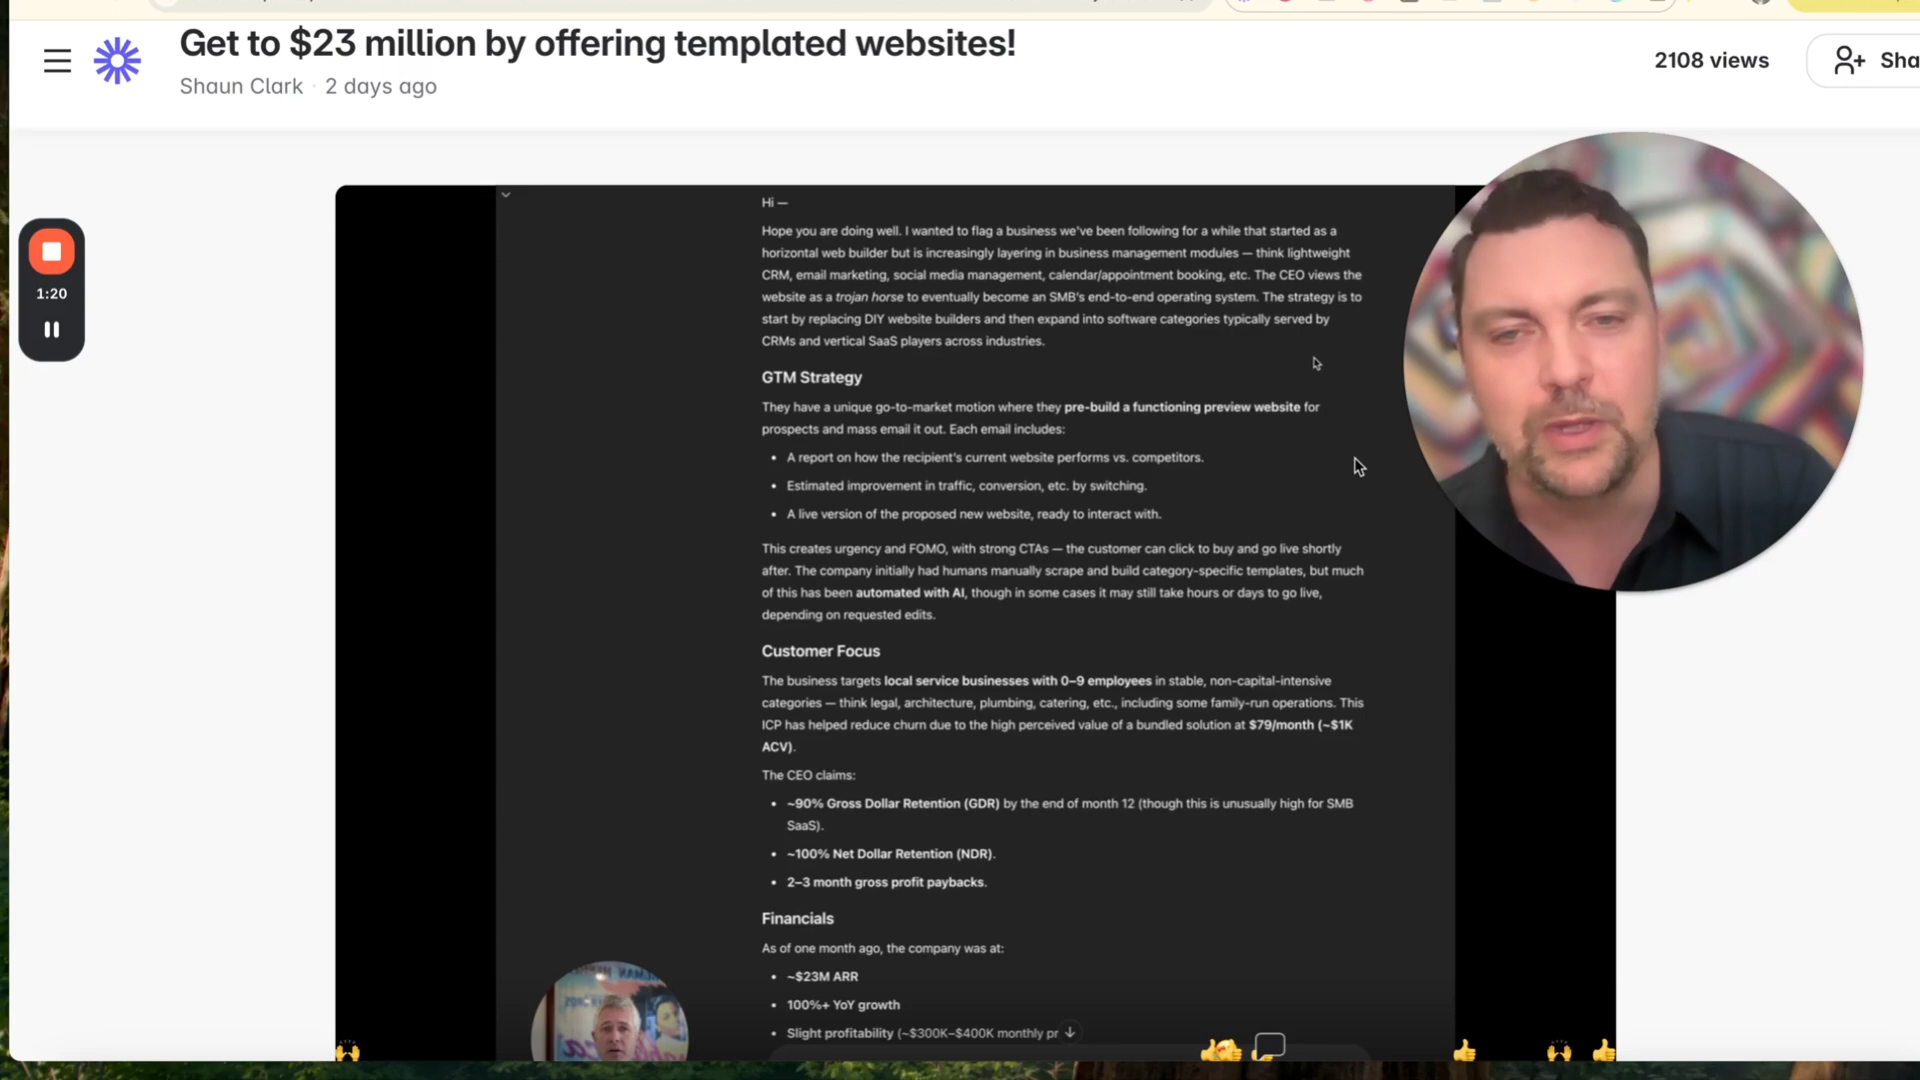 Get to $23 million by offering templated websites!
Shaun Clark · 2 days ago
2108 views
Sha
1:20
Hi —
Hope you are doing well. I wanted to flag a business we've been following for a while that started as a
horizontal web builder but is increasingly layering in business management modules — think lightweight
CRM, email marketing, social media management, calendar/appointment booking, etc. The CEO views the
website as a trojan horse to eventually become an SMB's end-to-end operating system. The strategy is to
start by replacing DIY website builders and then expand into software categories typically served by
CRMs and vertical SaaS players across industries.
GTM Strategy
They have a unique go-to-market motion where they pre-build a functioning preview website for
prospects and mass email it out. Each email includes:
• A report on how the recipient's current website performs vs. competitors.
• Estimated improvement in traffic, conversion, etc. by switching.
• A live version of the proposed new website, ready to interact with.
This creates urgency and FOMO, with strong CTAs — the customer can click to buy and go live shortly
after. The company initially had humans manually scrape and build category-specific templates, but much
of this has been automated with AI, though in some cases it may still take hours or days to go live,
depending on requested edits.
Customer Focus
The business targets local service businesses with 0–9 employees in stable, non-capital-intensive
categories — think legal, architecture, plumbing, catering, etc., including some family-run operations. This
ICP has helped reduce churn due to the high perceived value of a bundled solution at $79/month (~$1K
ACV).
The CEO claims:
• ~90% Gross Dollar Retention (GDR) by the end of month 12 (though this is unusually high for SMB
SaaS).
• ~100% Net Dollar Retention (NDR).
• 2–3 month gross profit paybacks.
Financials
As of one month ago, the company was at:
• ~$23M ARR
• 100%+ YoY growth
• Slight profitability (~$300K–$400K monthly pr